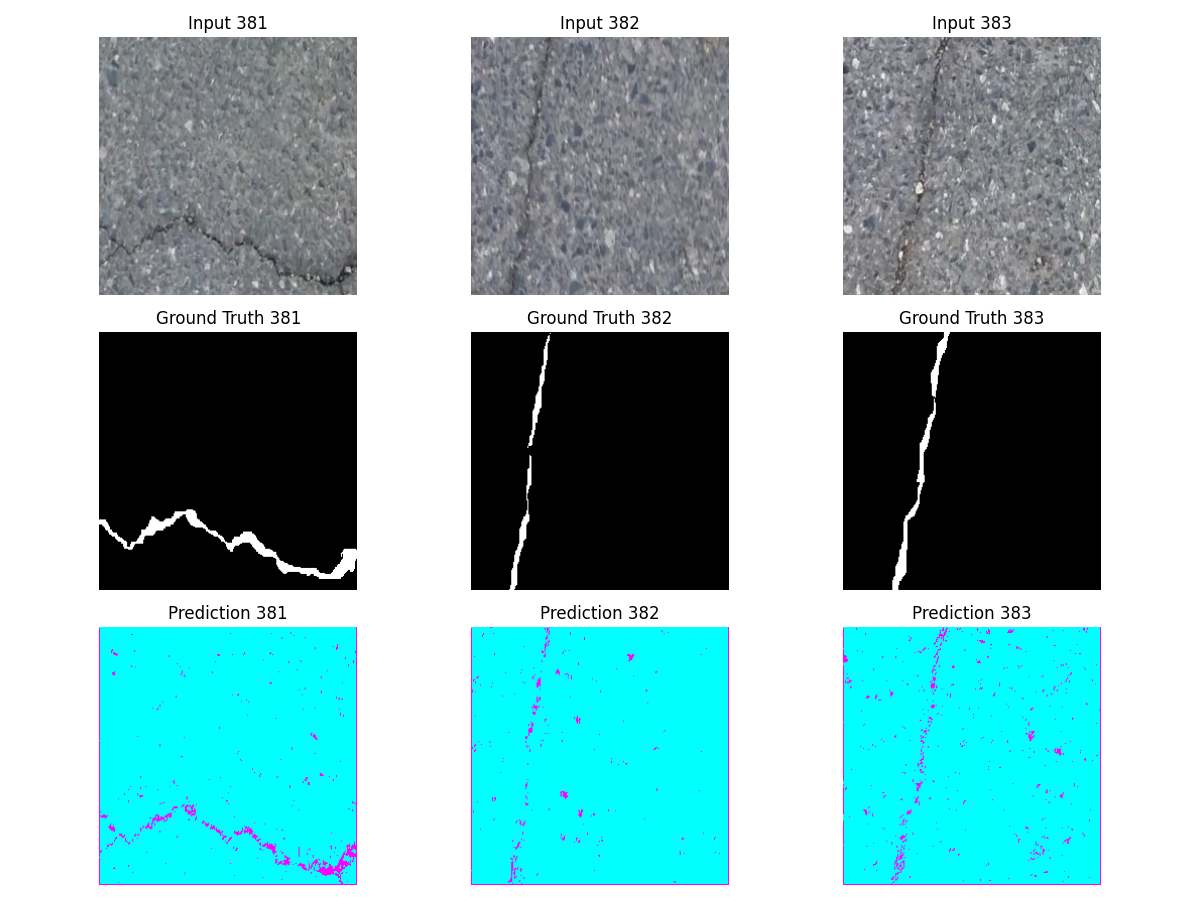 Input 381
Input 382
Input 383
Ground Truth 381
Ground Truth 382
Ground Truth 383
Prediction 381
Prediction 382
Prediction 383